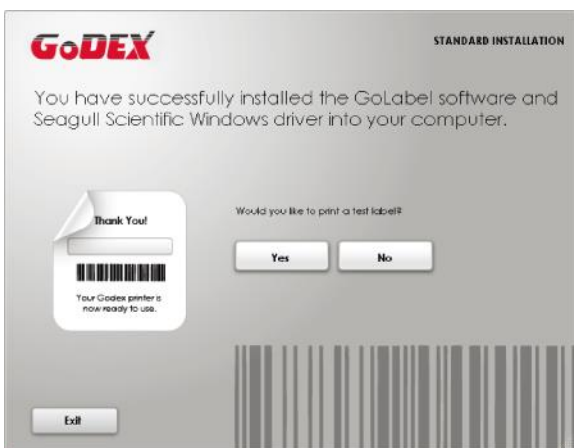 GoDEX
STANDARD INSTALLATION
You have successfully installed the GoLabel software and
Seagull Scientific Windows driver into your computer.
Thank You!
Your Godex printer is
now ready to use.
Would you like to print a test label?
Yes
No
Exit